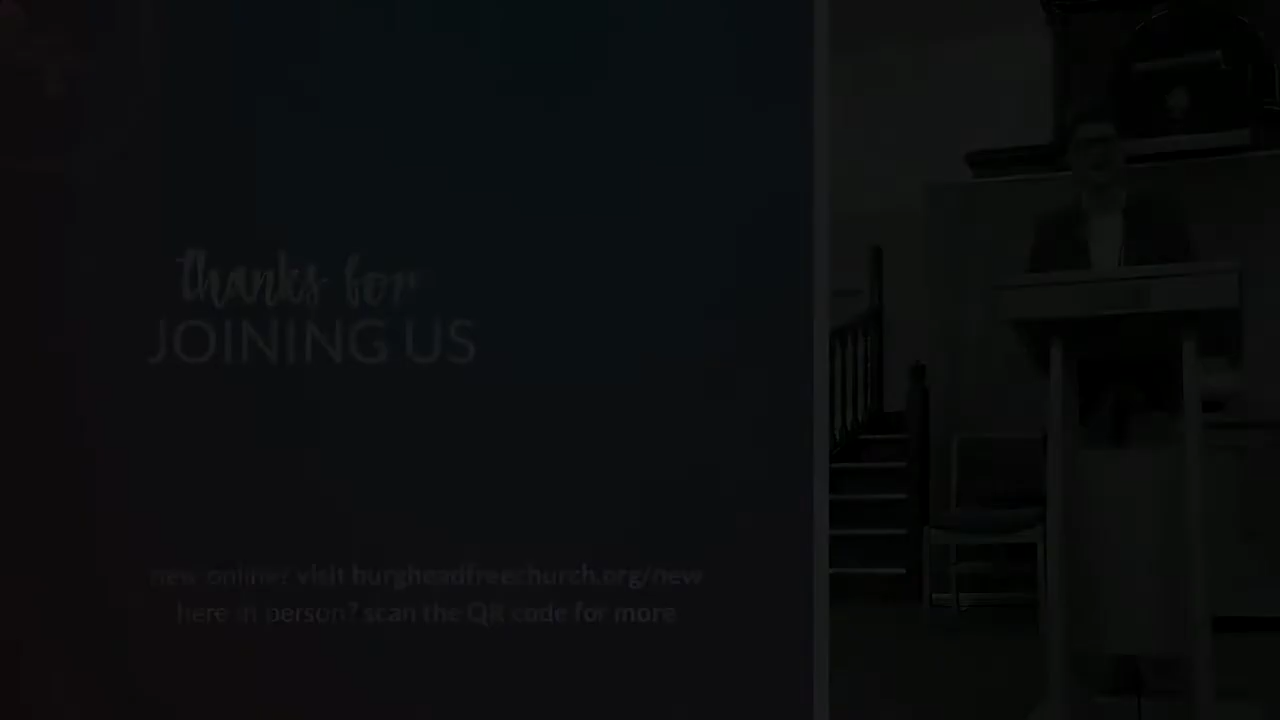 thanks for
JOINING US
new online? visit burgheadfreechurch.org/new
here in person? scan the QR code for more